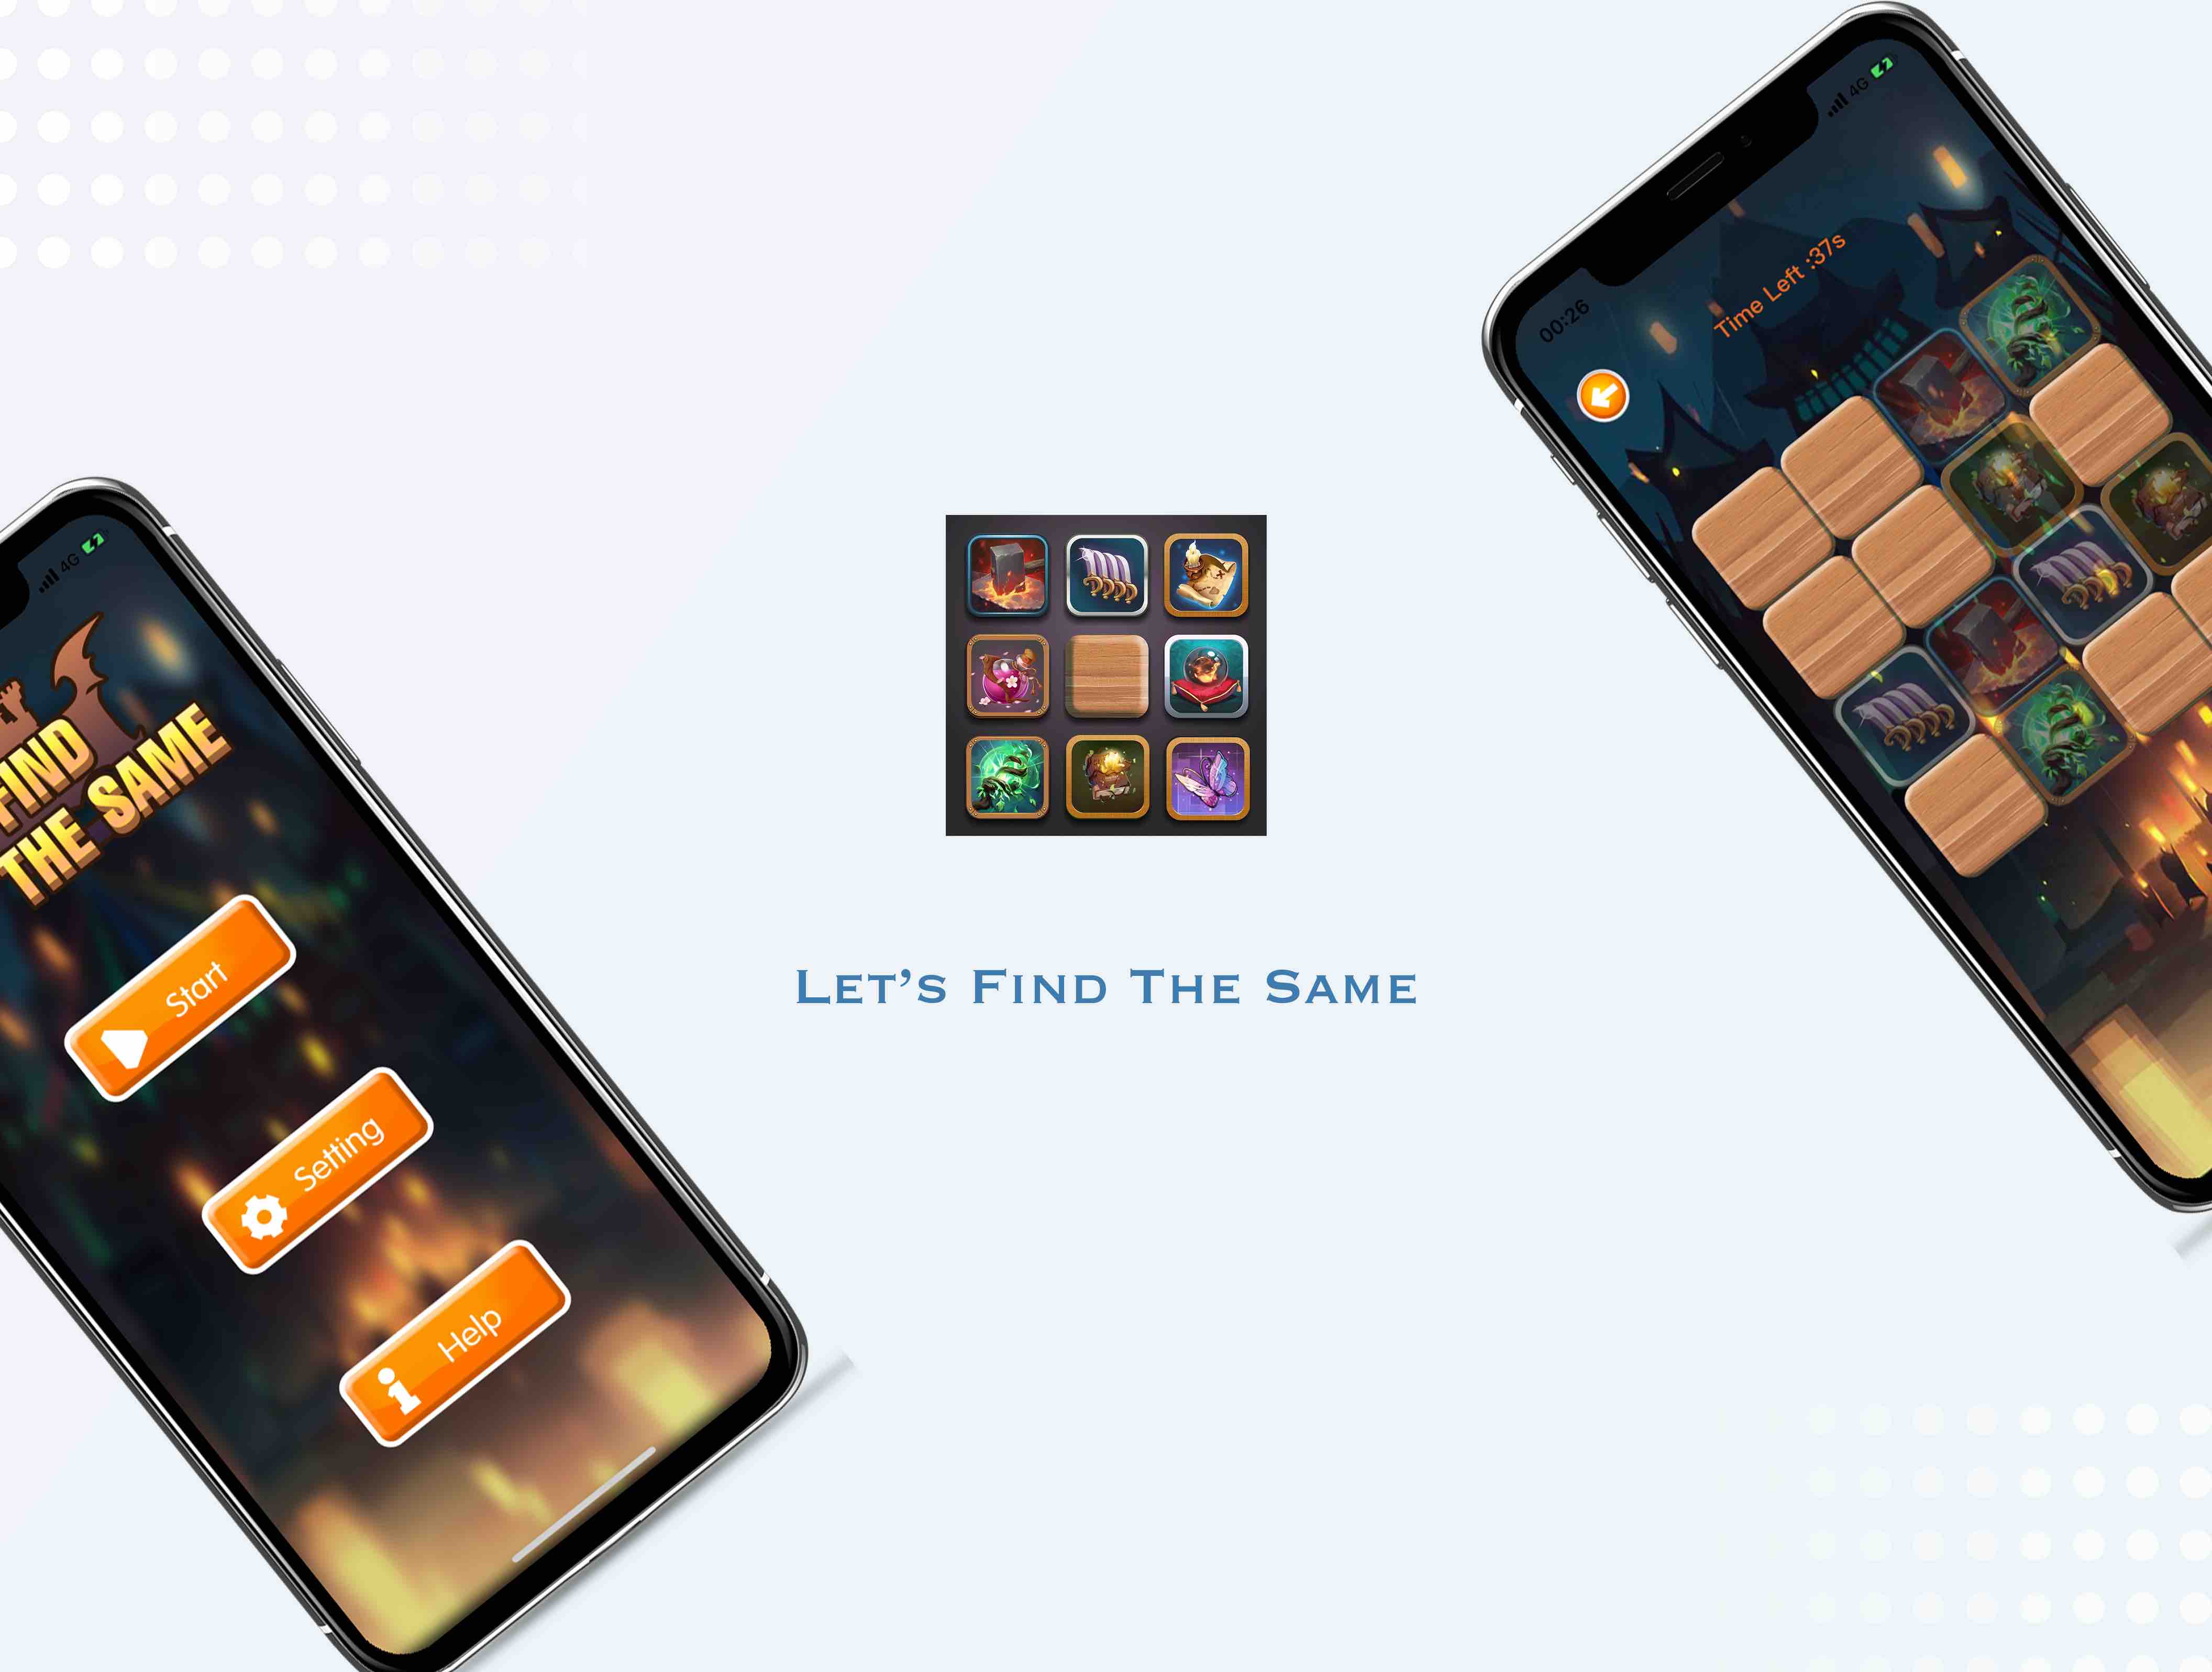 4G
FIND
THE SAME
Start
Setting
Help
LET'S FIND THE SAME
00:26
4G
Time Left :37s